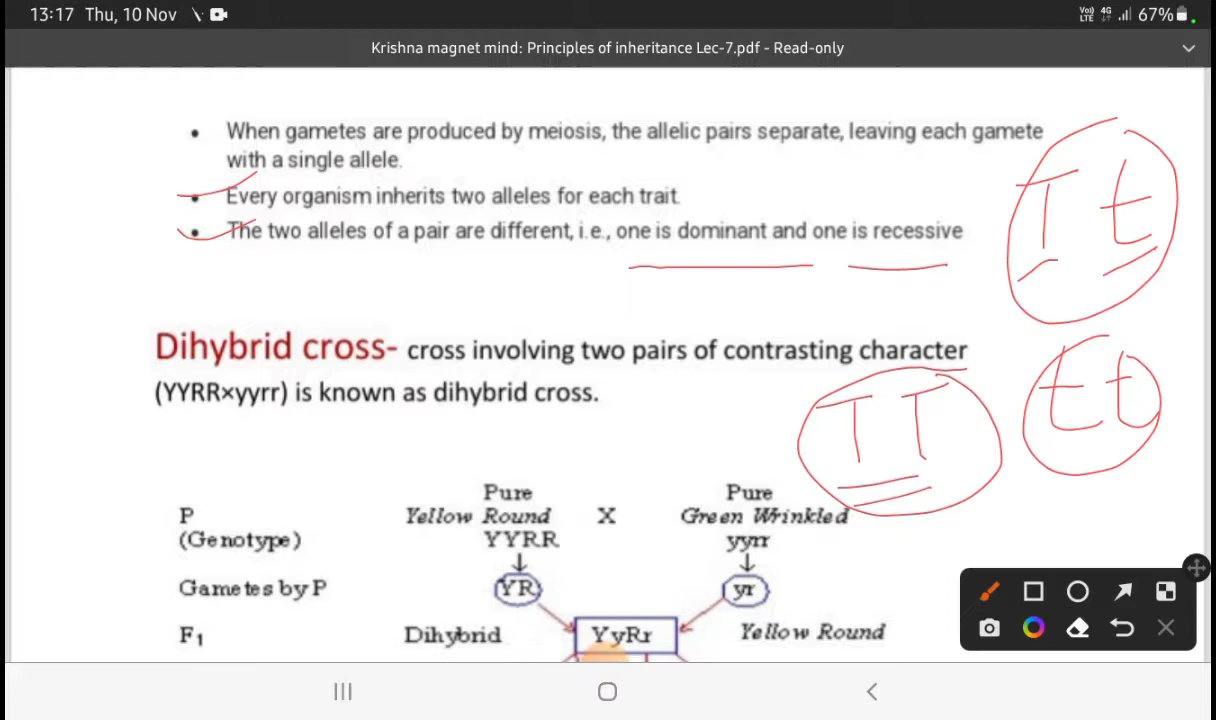 13:17 Thu, 10 Nov
Vo)) LTE 4G 67%
Krishna magnet mind: Principles of inheritance Lec-7.pdf - Read-only
• When gametes are produced by meiosis, the allelic pairs separate, leaving each gamete
with a single allele.
• Every organism inherits two alleles for each trait.
• The two alleles of a pair are different, i.e., one is dominant and one is recessive
T t
Dihybrid cross- cross involving two pairs of contrasting character
(YYRR×yyrr) is known as dihybrid cross.
T T
t t
Pure Pure
P Yellow Round X Green Wrinkled
(Genotype) YYRR yyrr
Gametes by P YR yr
F₁ Dihybrid YyRr Yellow Round